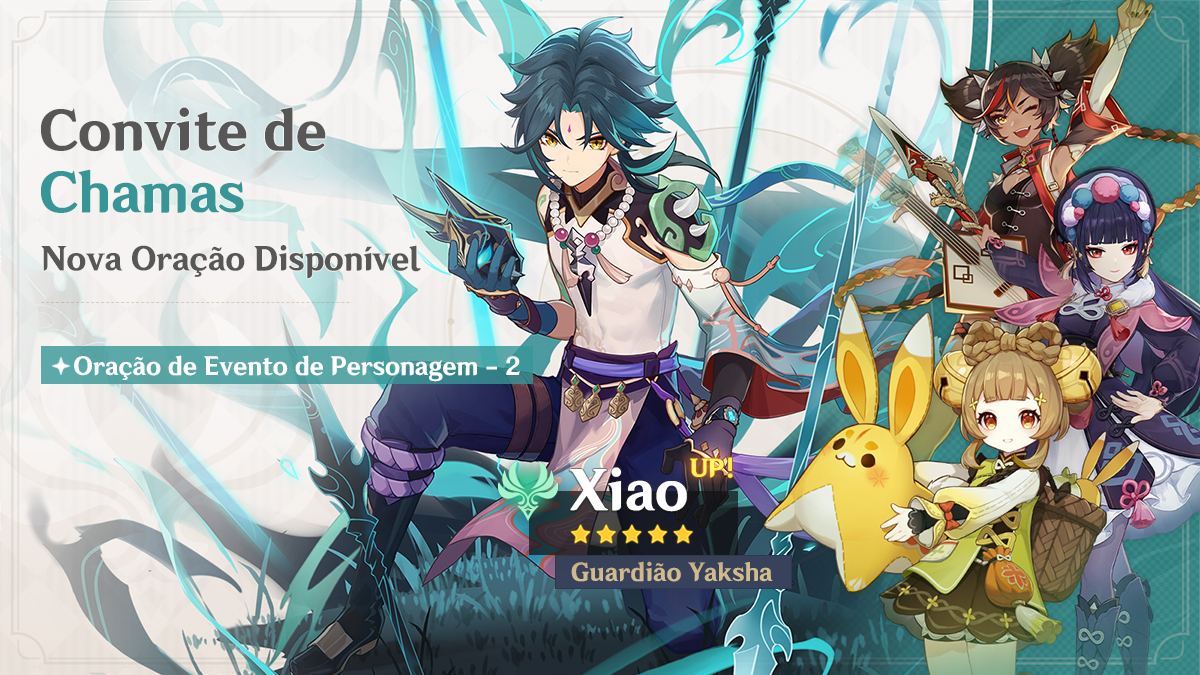 Convite de
Chamas
Nova Oração Disponível
Oração de Evento de Personagem - 2
Xiao UP!
Guardião Yaksha